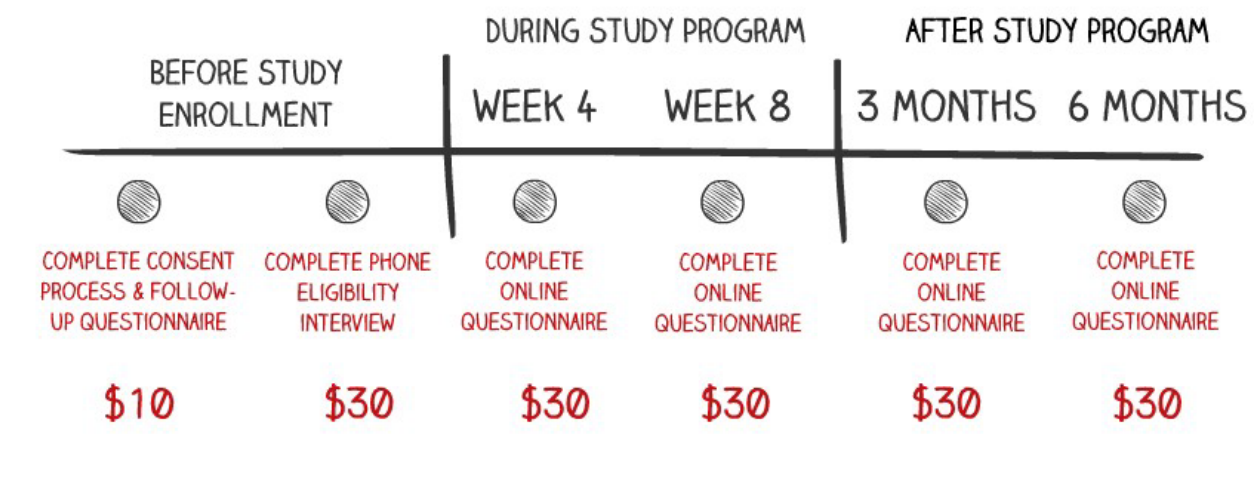 BEFORE STUDY
ENROLLMENT
DURING STUDY PROGRAM
WEEK 4 WEEK 8
AFTER STUDY PROGRAM
3 MONTHS 6 MONTHS
COMPLETE CONSENT
PROCESS & FOLLOW-
UP QUESTIONNAIRE
$10
COMPLETE PHONE
ELIGIBILITY
INTERVIEW
$30
COMPLETE
ONLINE
QUESTIONNAIRE
$30
COMPLETE
ONLINE
QUESTIONNAIRE
$30
COMPLETE
ONLINE
QUESTIONNAIRE
$30
COMPLETE
ONLINE
QUESTIONNAIRE
$30